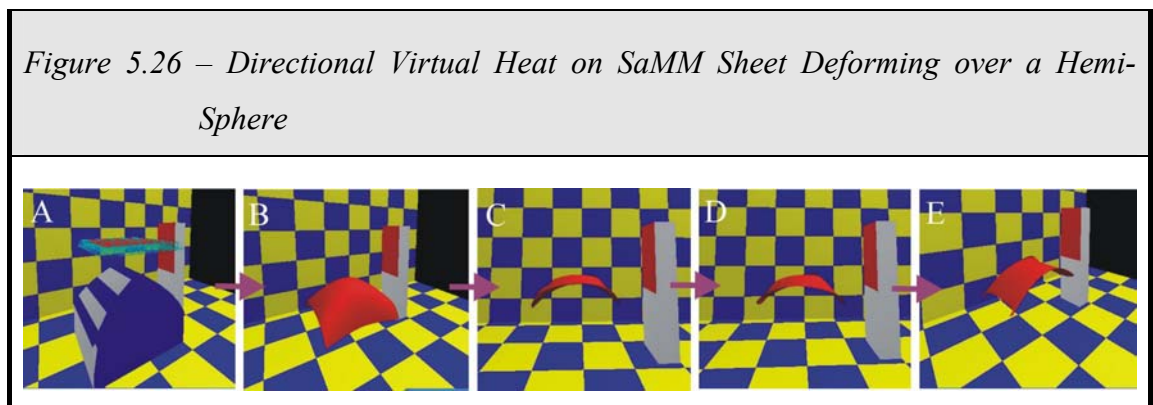 Figure 5.26 – Directional Virtual Heat on SaMM Sheet Deforming over a Hemi-
Sphere
A B C D E